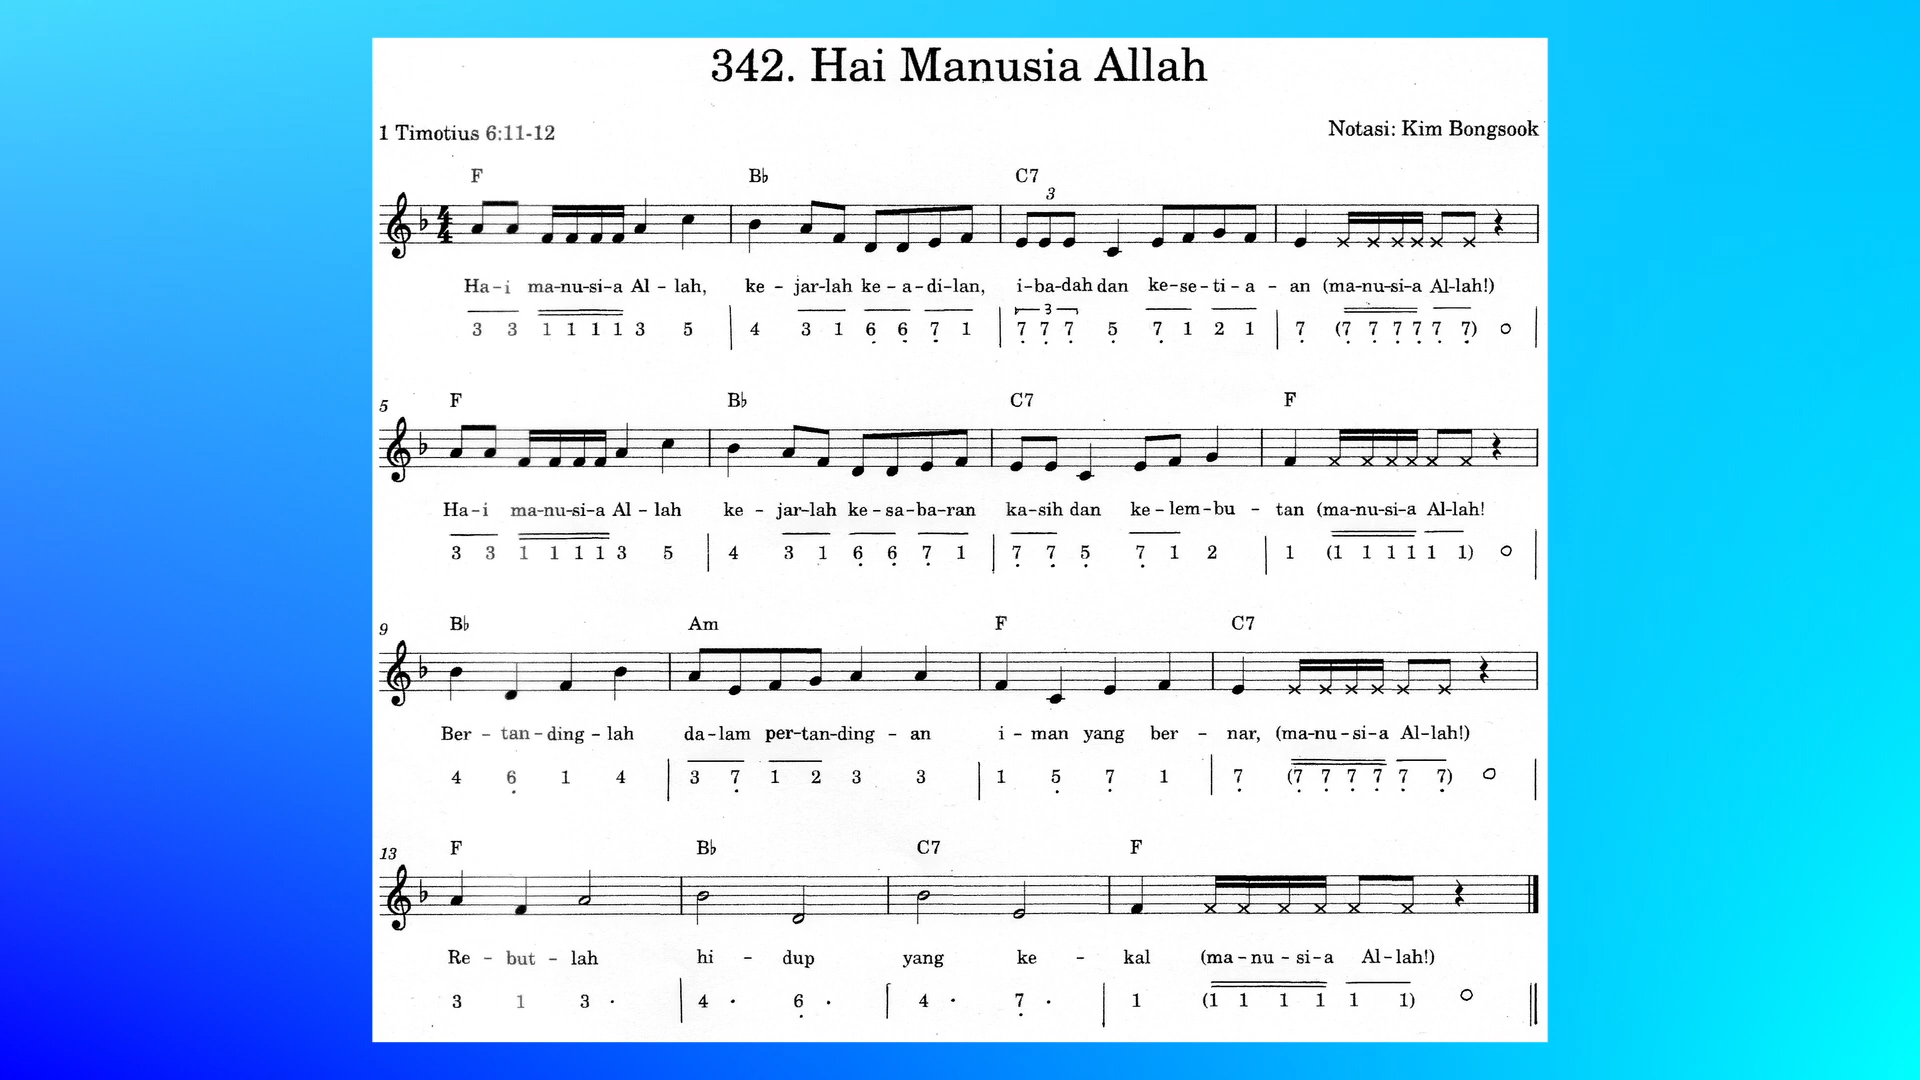 342. Hai Manusia Allah
1 Timotius 6:11-12
Notasi: Kim Bongsook
F B♭ C7
3
Ha-i ma-nu-si-a Al - lah, ke - jar-lah ke - a-di-lan, i-ba-dah dan ke-se-ti-a - an (ma-nu-si-a Al-lah!)
3 3 1 1 1 1 3 5 | 4 3 1 6̣ 6̣ 7̣ 1 | 3 7̣ 7̣ 7̣ 5̣ 7̣ 1 2 1 | 7̣ (7̣ 7̣ 7̣ 7̣ 7̣ 7̣) 0 |
5 F B♭ C7 F
Ha-i ma-nu-si-a Al - lah ke - jar-lah ke-sa-ba-ran ka-sih dan ke-lem-bu - tan (ma-nu-si-a Al-lah!
3 3 1 1 1 1 3 5 | 4 3 1 6̣ 6̣ 7̣ 1 | 7̣ 7̣ 5̣ 7̣ 1 2 | 1 (1 1 1 1 1 1) 0 |
9 B♭ Am F C7
Ber - tan-ding - lah da-lam per-tan-ding - an i - man yang ber - nar, (ma-nu-si-a Al-lah!)
4 6̣ 1 4 | 3 7̣ 1 2 3 3 | 1 5̣ 7̣ 1 | 7̣ (7̣ 7̣ 7̣ 7̣ 7̣ 7̣) 0 |
13 F B♭ C7 F
Re - but - lah hi - dup yang ke - kal (ma-nu-si-a Al-lah!)
3 1 3 . | 4 . 6̣ . | 4 . 7̣ . | 1 (1 1 1 1 1 1) 0 ||